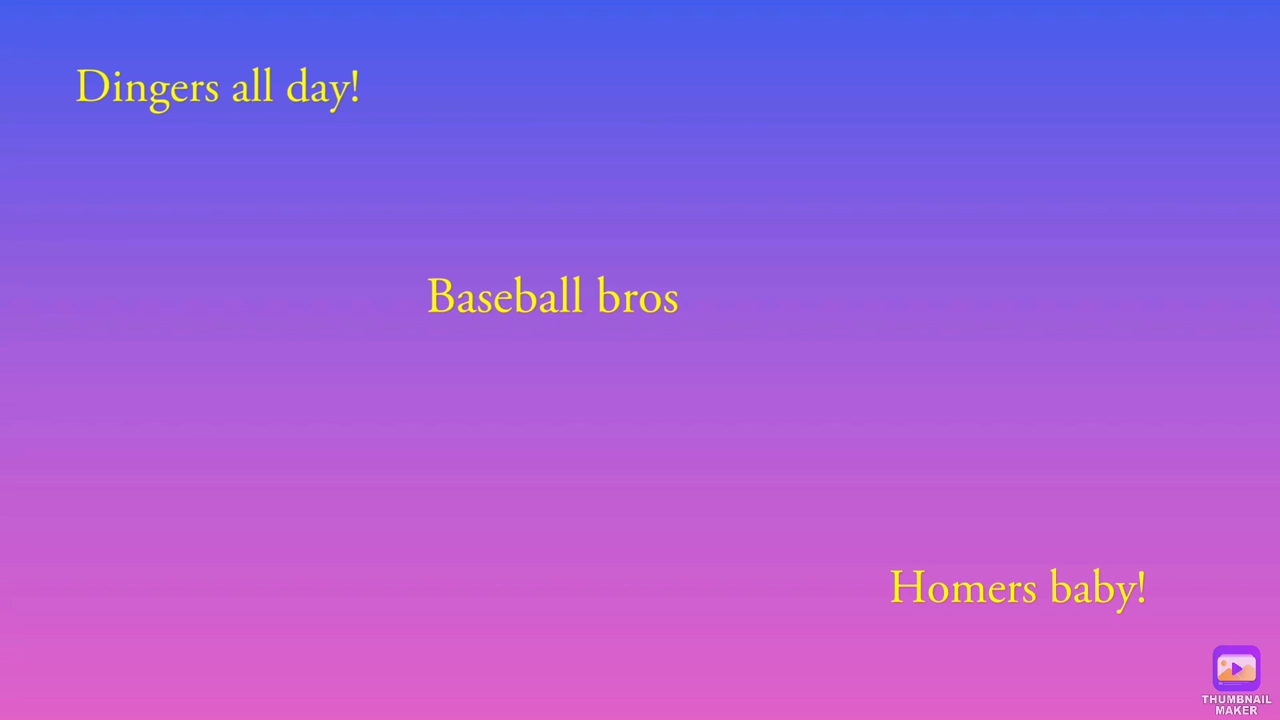 Dingers all day!
Baseball bros
Homers baby!
THUMBNAIL
MAKER